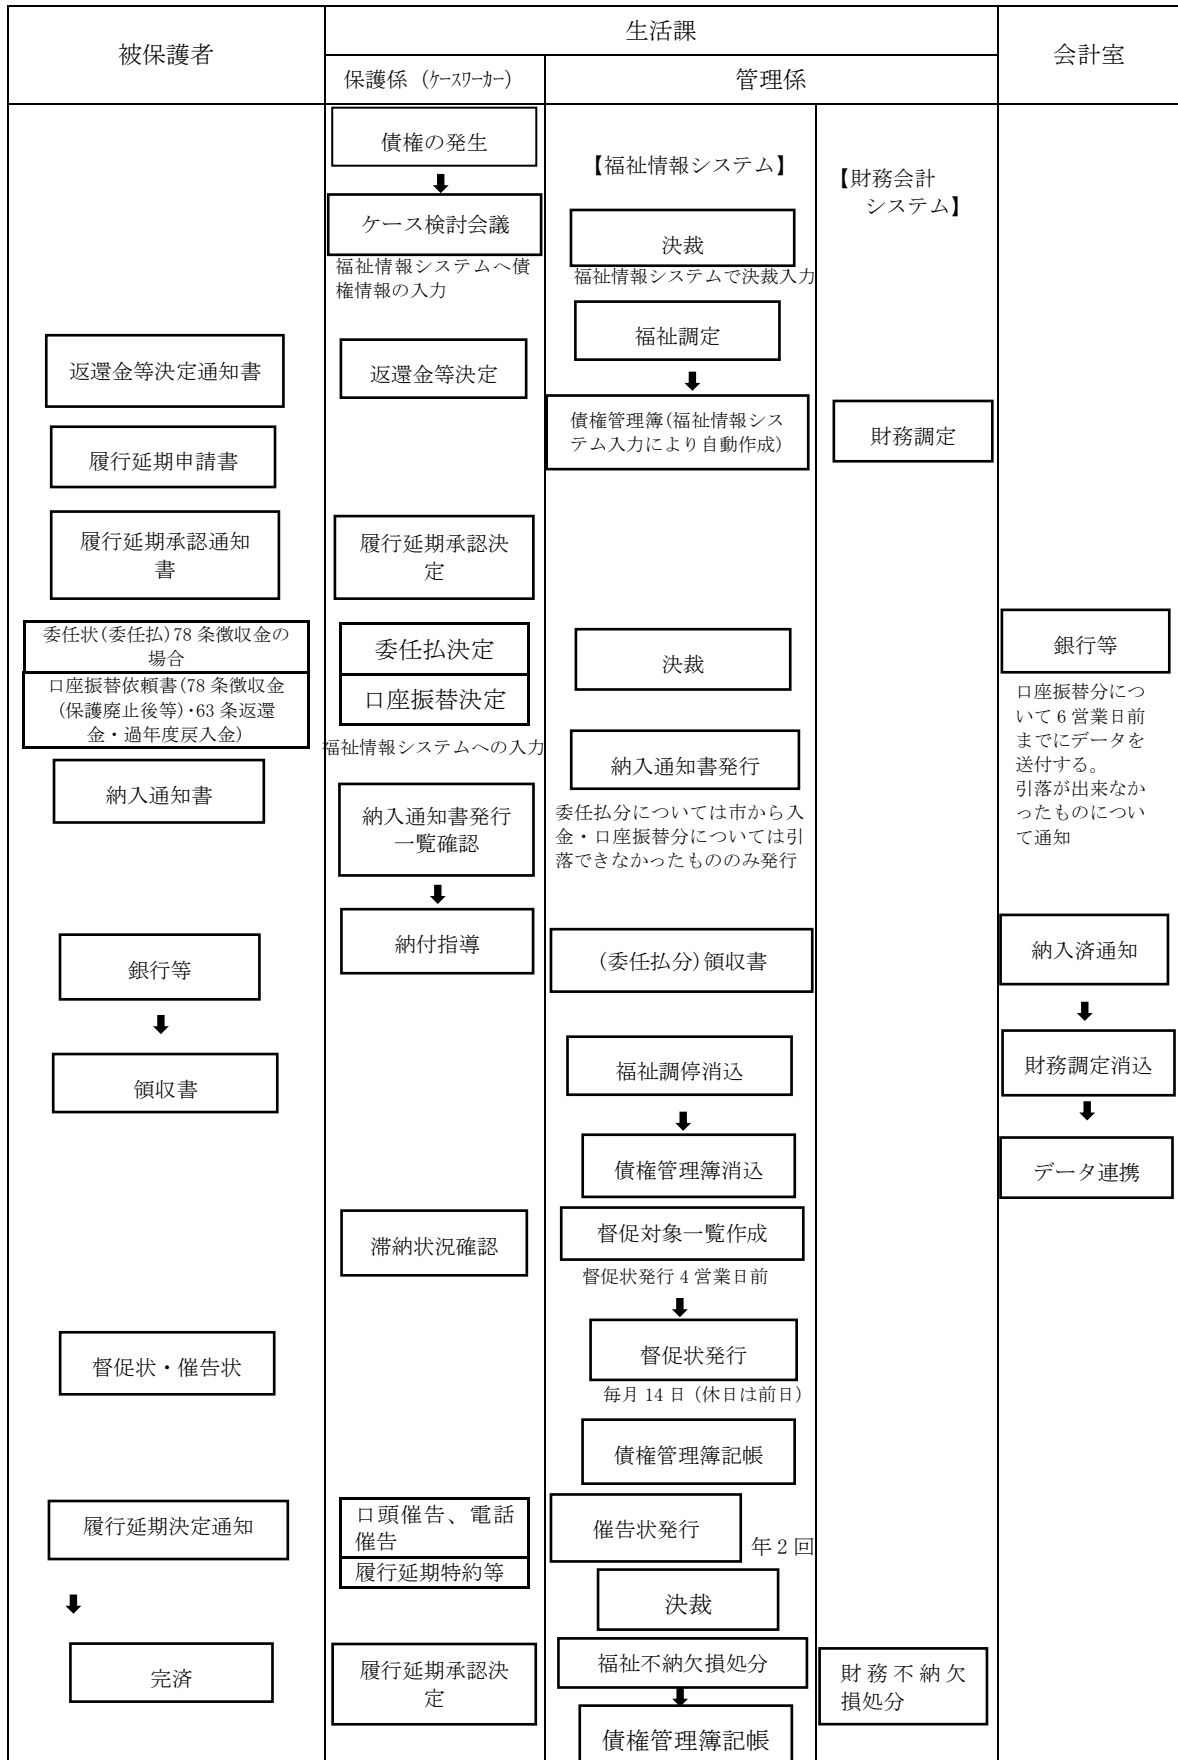 被保護者
生活課
会計室
保護係（ｹｰｽﾜｰｶｰ）
管理係
債権の発生
【福祉情報システム】
【財務会計
システム】
ケース検討会議
決裁
福祉情報システムへ債
権情報の入力
福祉情報システムで決裁入力
福祉調定
返還金等決定通知書
返還金等決定
債権管理簿(福祉情報シス
テム入力により自動作成)
財務調定
履行延期申請書
履行延期承認通知
書
履行延期承認決
定
委任状(委任払)78 条徴収金の
場合
委任払決定
決裁
銀行等
口座振替依頼書(78 条徴収金
(保護廃止後等)・63 条返還
金・過年度戻入金)
口座振替決定
福祉情報システムへの入力
口座振替分につ
いて 6 営業日前
までにデータを
送付する。
引落が出来なか
ったものについ
て通知
納入通知書
納入通知書発行
納入通知書発行
一覧確認
委任払分については市から入
金・口座振替分については引
落できなかったもののみ発行
納付指導
銀行等
(委任払分)領収書
納入済通知
領収書
福祉調停消込
財務調定消込
債権管理簿消込
データ連携
滞納状況確認
督促対象一覧作成
督促状発行 4 営業日前
督促状・催告状
督促状発行
毎月 14 日（休日は前日）
債権管理簿記帳
履行延期決定通知
口頭催告、電話
催告
履行延期特約等
催告状発行
年 2 回
決裁
完済
履行延期承認決
定
福祉不納欠損処分
財務不納欠
損処分
債権管理簿記帳